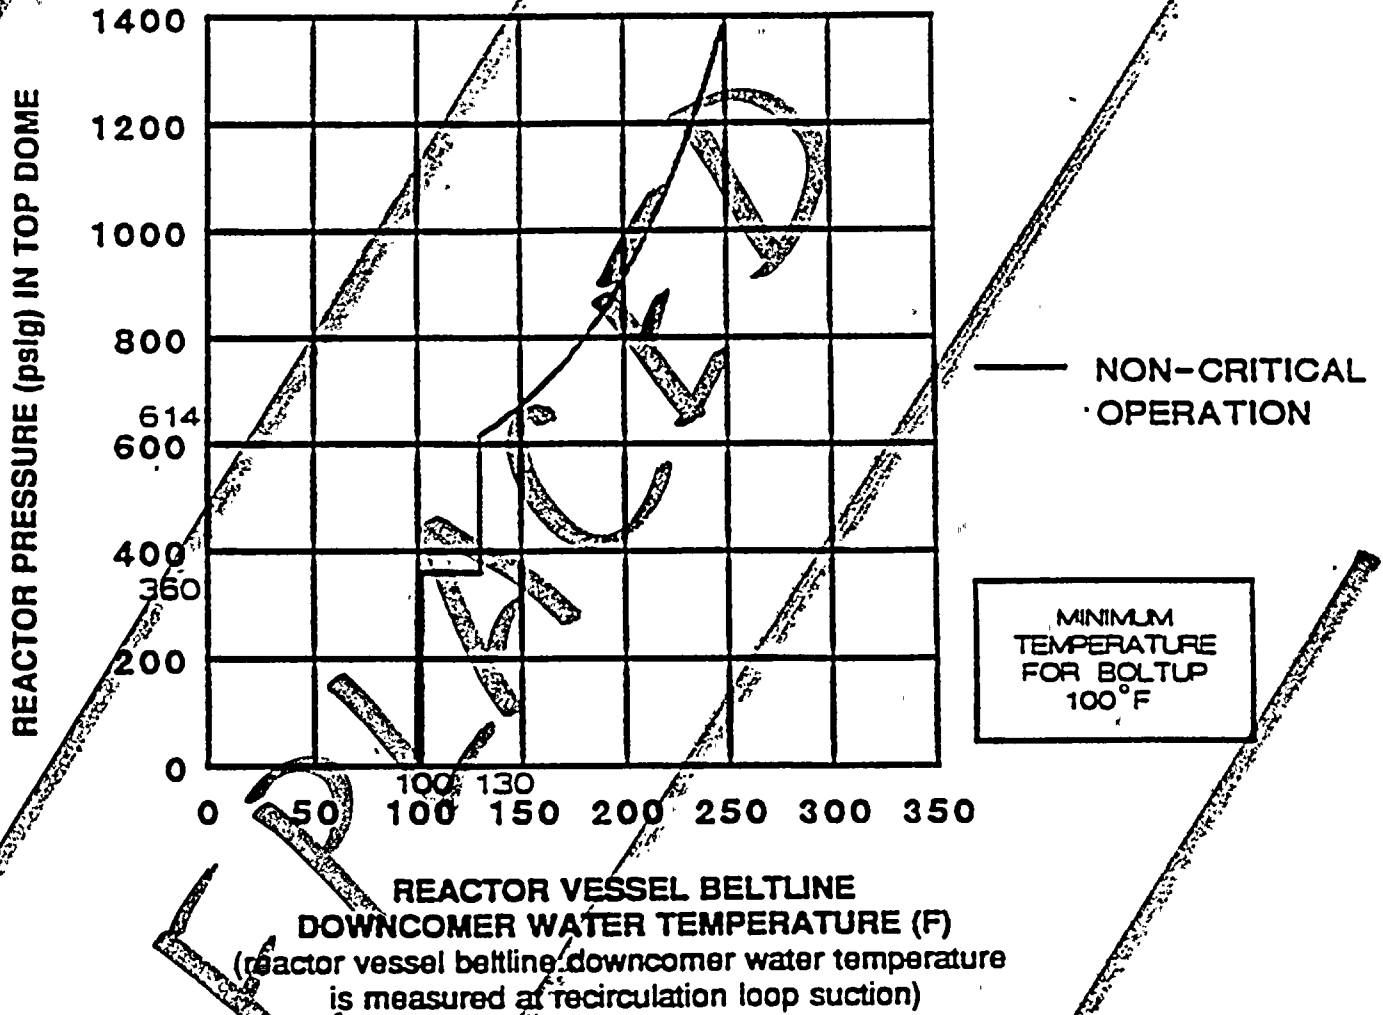 REACTOR PRESSURE (psig) IN TOP DOME
1400
1200
1000
800
614
600
400
360
200
0
100 130
0 50 100 150 200 250 300 350
REACTOR VESSEL BELTLINE
DOWNCOMER WATER TEMPERATURE (F)
(reactor vessel beltline downcomer water temperature
is measured at recirculation loop suction)
NON-CRITICAL
OPERATION
MINIMUM
TEMPERATURE
FOR BOLTUP
100°F
REPLACED